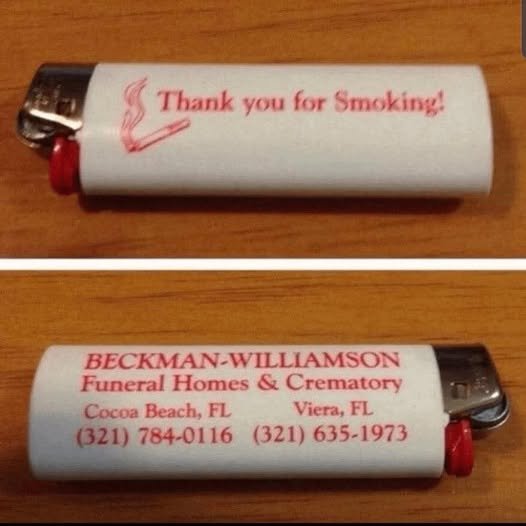 Thank you for Smoking!
BECKMAN-WILLIAMSON
Funeral Homes & Crematory
Cocoa Beach, FL Viera, FL
(321) 784-0116 (321) 635-1973